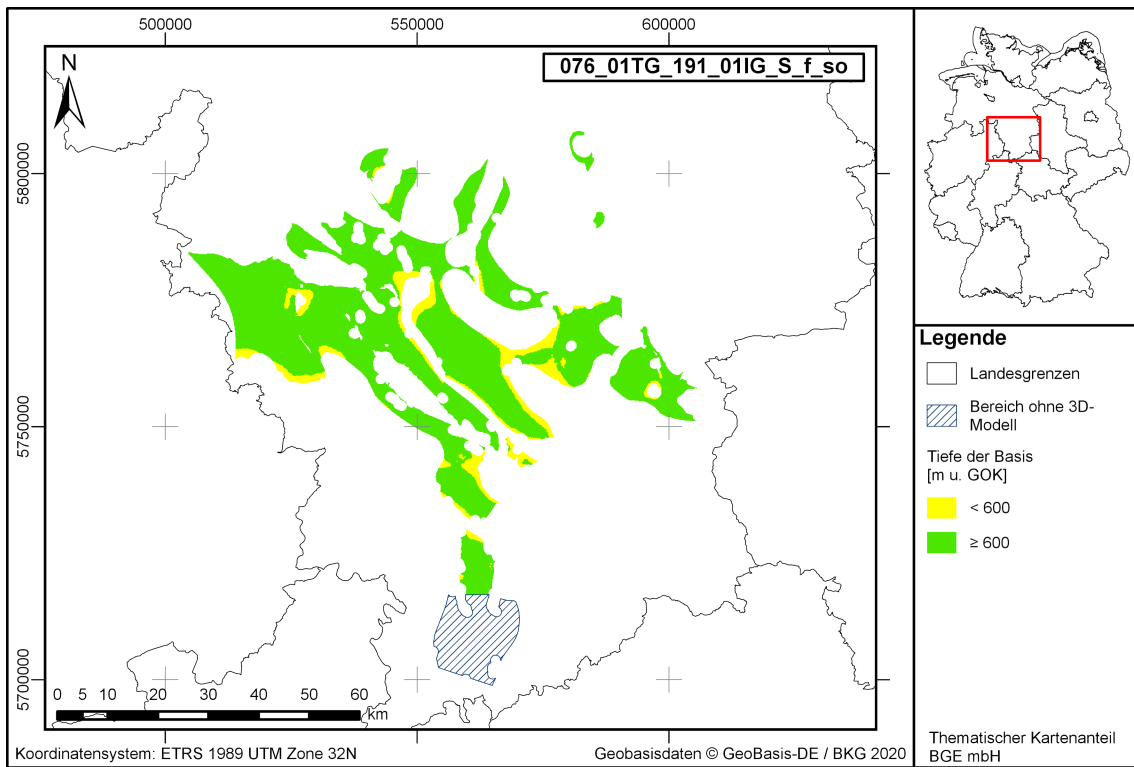 500000
550000
600000
076_01TG_191_01IG_S_f_so
N
5800000
5750000
5700000
0 5 10 20 30 40 50 60
km
Koordinatensystem: ETRS 1989 UTM Zone 32N
Geobasisdaten © GeoBasis-DE / BKG 2020
Legende
Landesgrenzen
Bereich ohne 3D-
Modell
Tiefe der Basis
[m u. GOK]
< 600
≥ 600
Thematischer Kartenanteil
BGE mbH